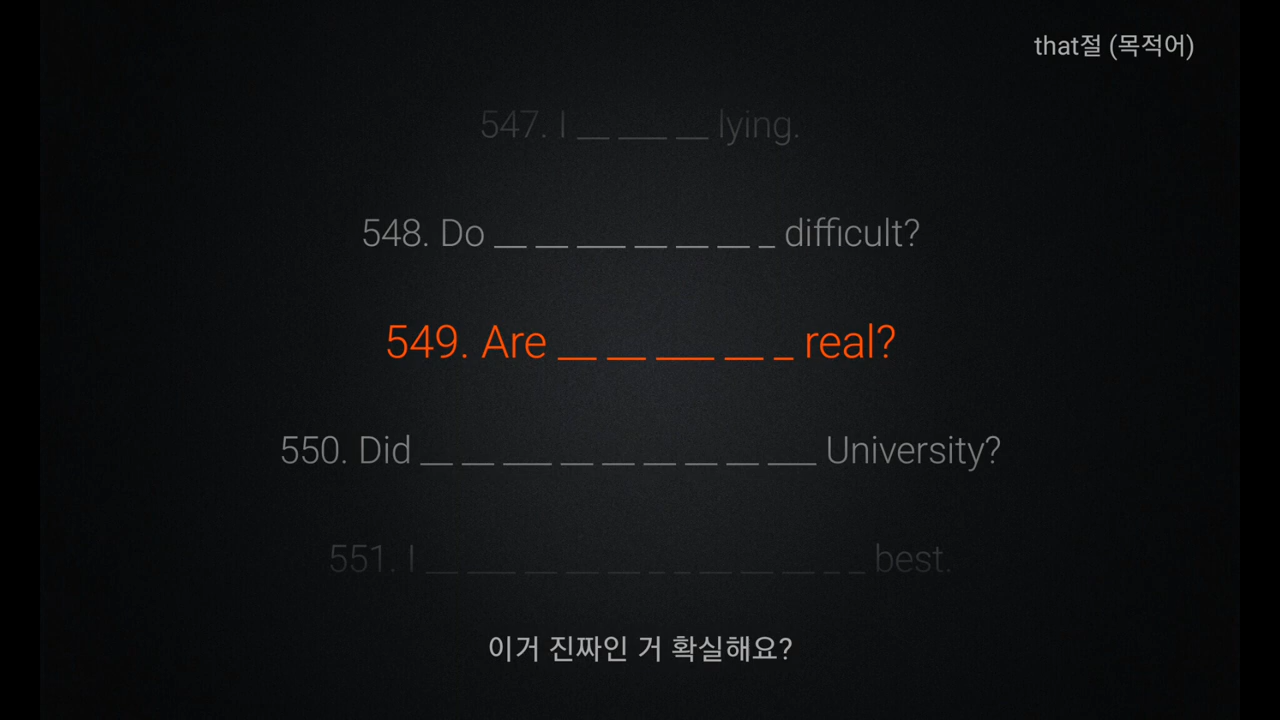 that절 (목적어)
547. I __ ___ __ lying.
548. Do __ __ ___ __ __ __ _ difficult?
549. Are __ __ ___ __ _ real?
550. Did __ __ ___ __ __ __ __ __ ___ University?
551. I __ ___ __ __ __ _ _ __ __ __ _ _ best.
이거 진짜인 거 확실해요?